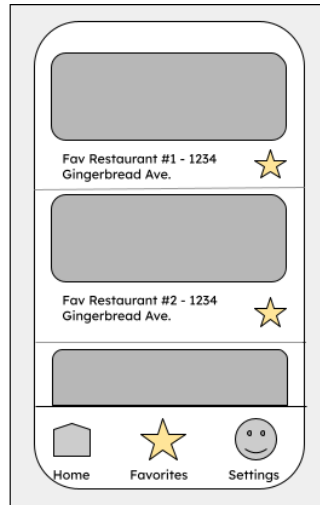 Fav Restaurant #1 - 1234
Gingerbread Ave.
Fav Restaurant #2 - 1234
Gingerbread Ave.
Home
Favorites
Settings